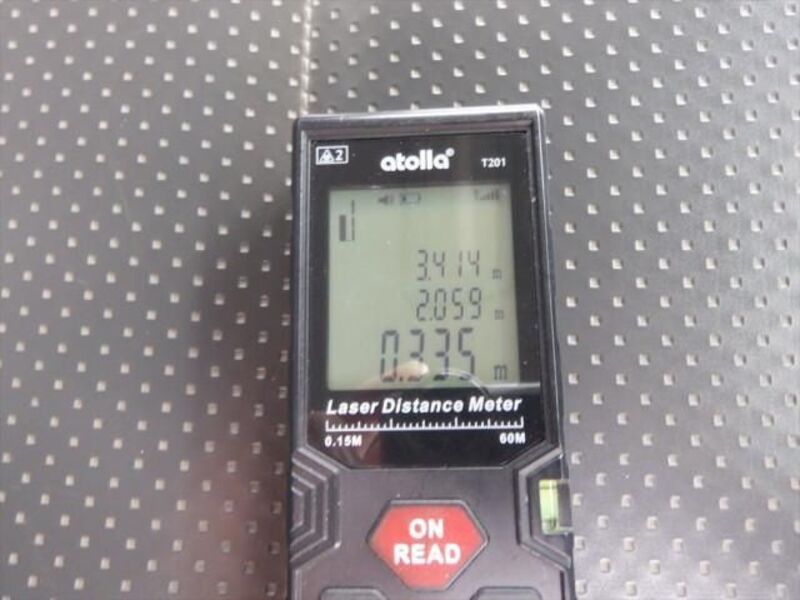 2
atolla®
T201
3.414 m
2.059 m
0.335 m
Laser Distance Meter
0.15M 60M
ON
READ